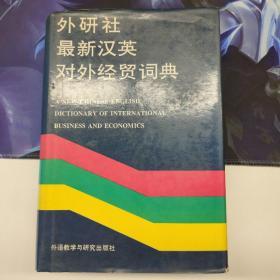 外研社
最新汉英
对外经贸词典
A NEW CHINESE-ENGLISH
DICTIONARY OF INTERNATIONAL
BUSINESS AND ECONOMICS
外语教学与研究出版社